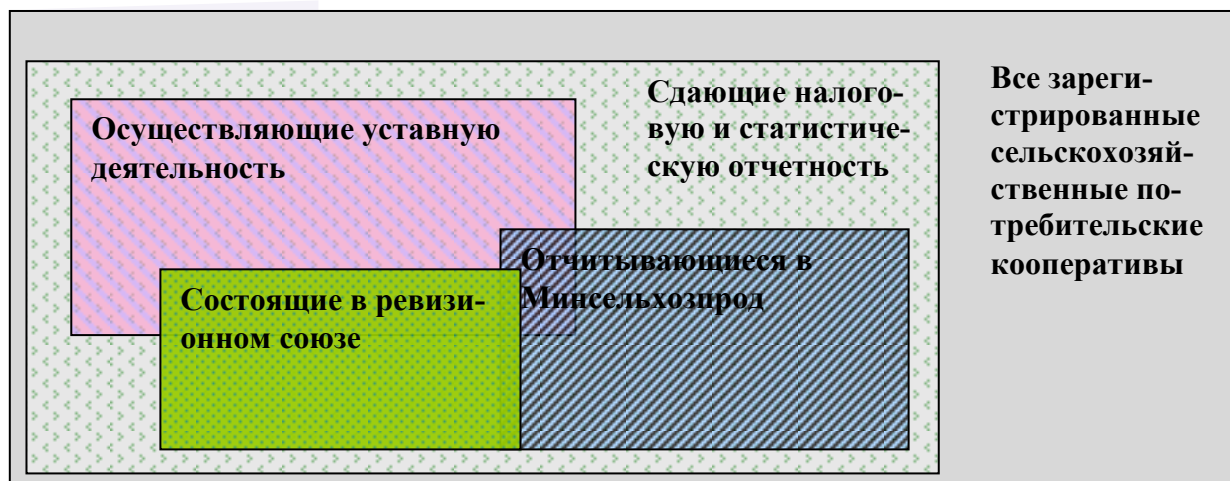 Осуществляющие уставную
деятельность
Сдающие налого-
вую и статистиче-
скую отчетность
Все зареги-
стрированные
сельскохозяй-
ственные по-
требительские
кооперативы
Состоящие в ревизи-
онном союзе
Отчитывающиеся в
Минсельхозпрод